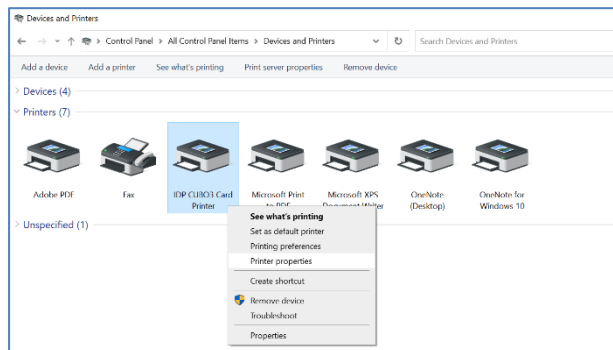 Devices and Printers
Control Panel > All Control Panel Items > Devices and Printers
Search Devices and Printers
Add a device Add a printer See what's printing Print server properties Remove device
Devices (4)
Printers (7)
Adobe PDF Fax IDP CUBO3 Card Microsoft Print Microsoft XPS OneNote OneNote for
Printer to PDF Document Writer (Desktop) Windows 10
See what's printing
Set as default printer
Unspecified (1)
Printing preferences
Printer properties
Create shortcut
Remove device
Troubleshoot
Properties